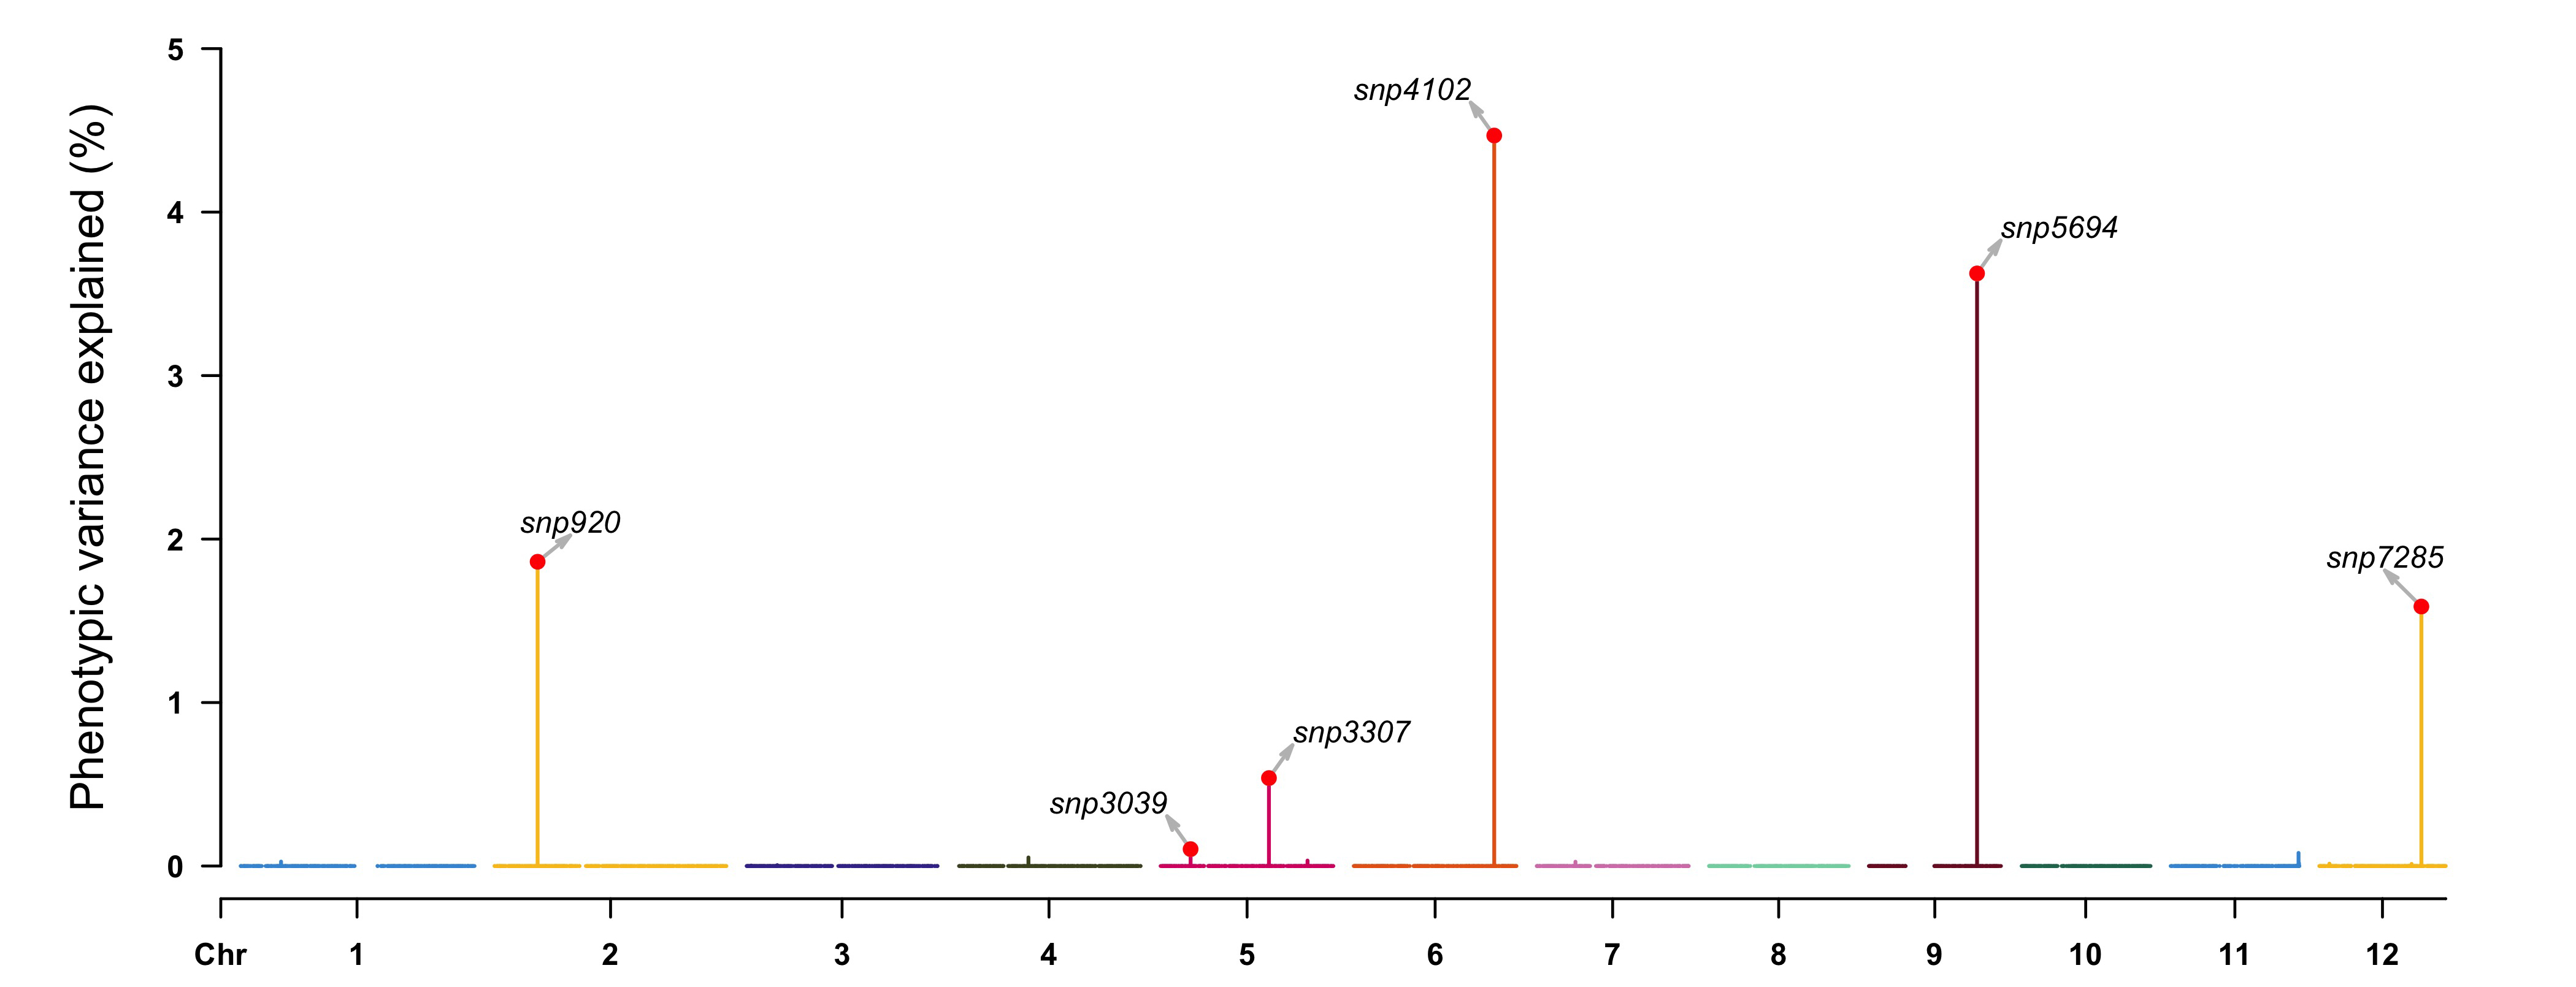 Phenotypic variance explained (%)
5
4
3
2
1
0
snp4102
snp5694
snp920
snp7285
snp3307
snp3039
Chr 1 2 3 4 5 6 7 8 9 10 11 12